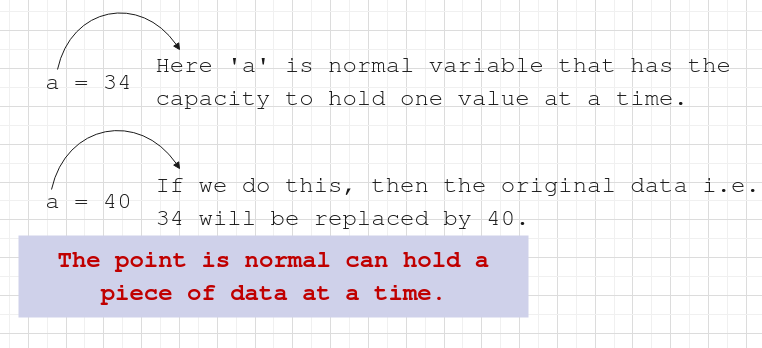 a = 34
Here 'a' is normal variable that has the
capacity to hold one value at a time.
a = 40
If we do this, then the original data i.e.
34 will be replaced by 40.
The point is normal can hold a
piece of data at a time.